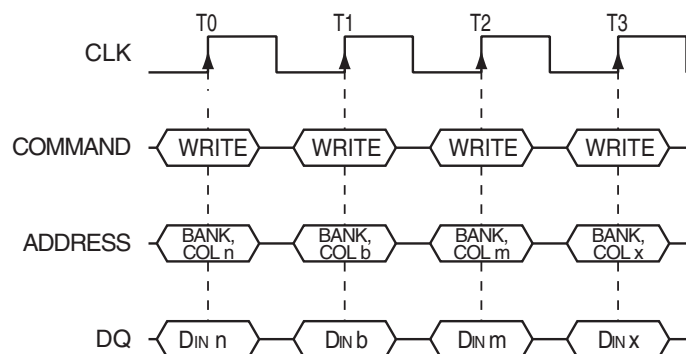 T0 T1 T2 T3
CLK
COMMAND WRITE WRITE WRITE WRITE
BANK, BANK, BANK, BANK,
ADDRESS
COL n COL b COL m COL x
DQ DIN n DIN b DIN m DIN x